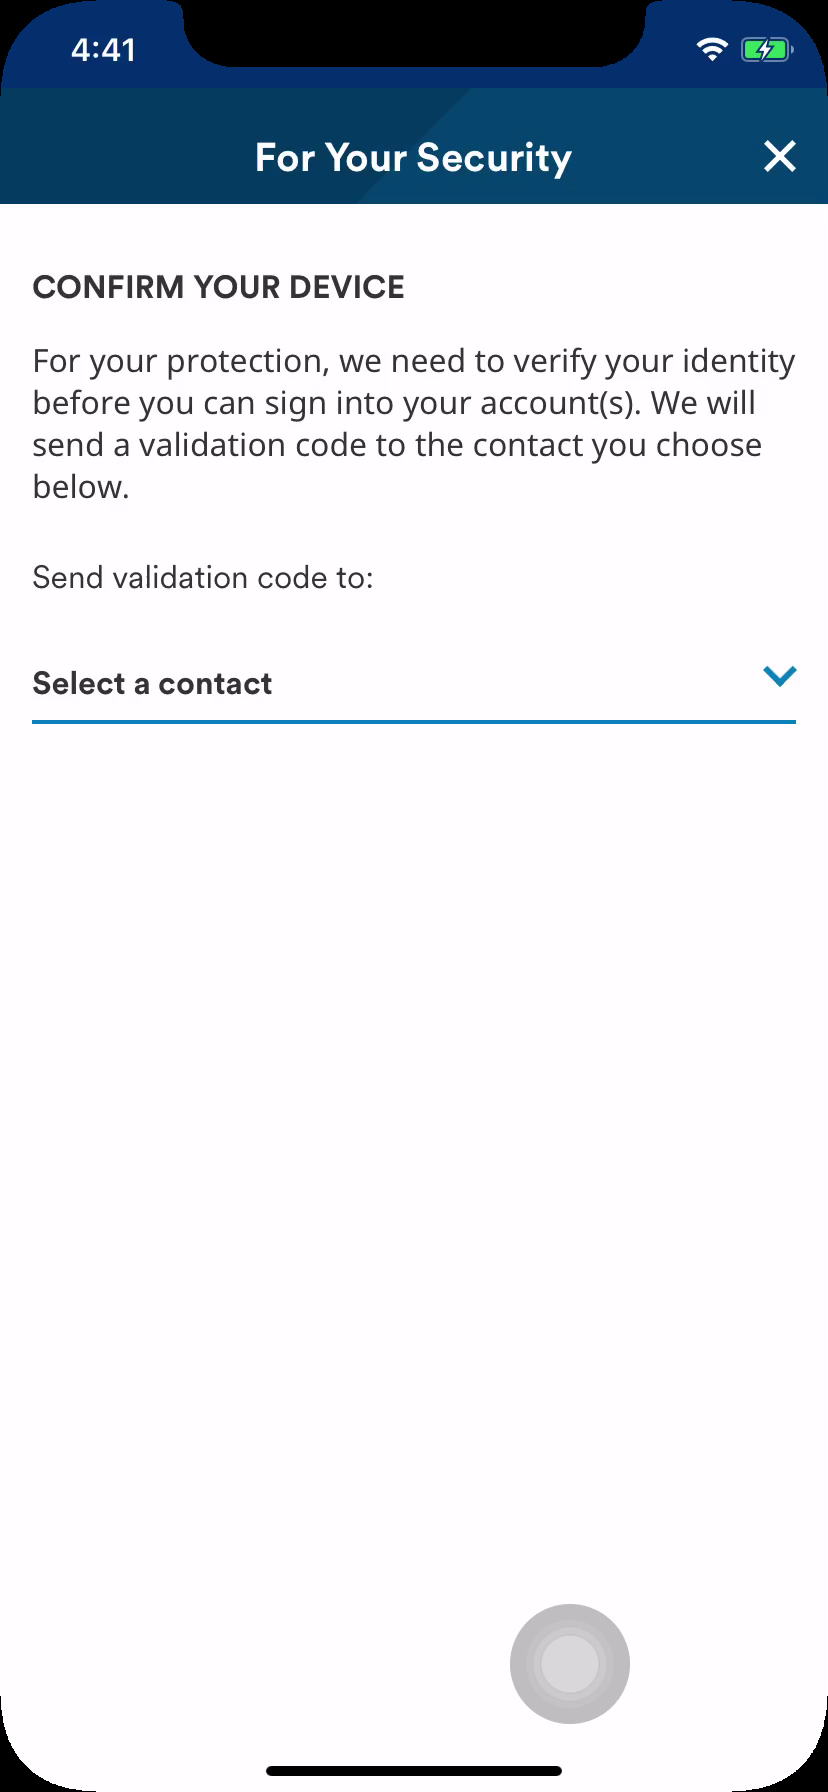 4:41
For Your Security
CONFIRM YOUR DEVICE
For your protection, we need to verify your identity
before you can sign into your account(s). We will
send a validation code to the contact you choose
below.
Send validation code to:
Select a contact